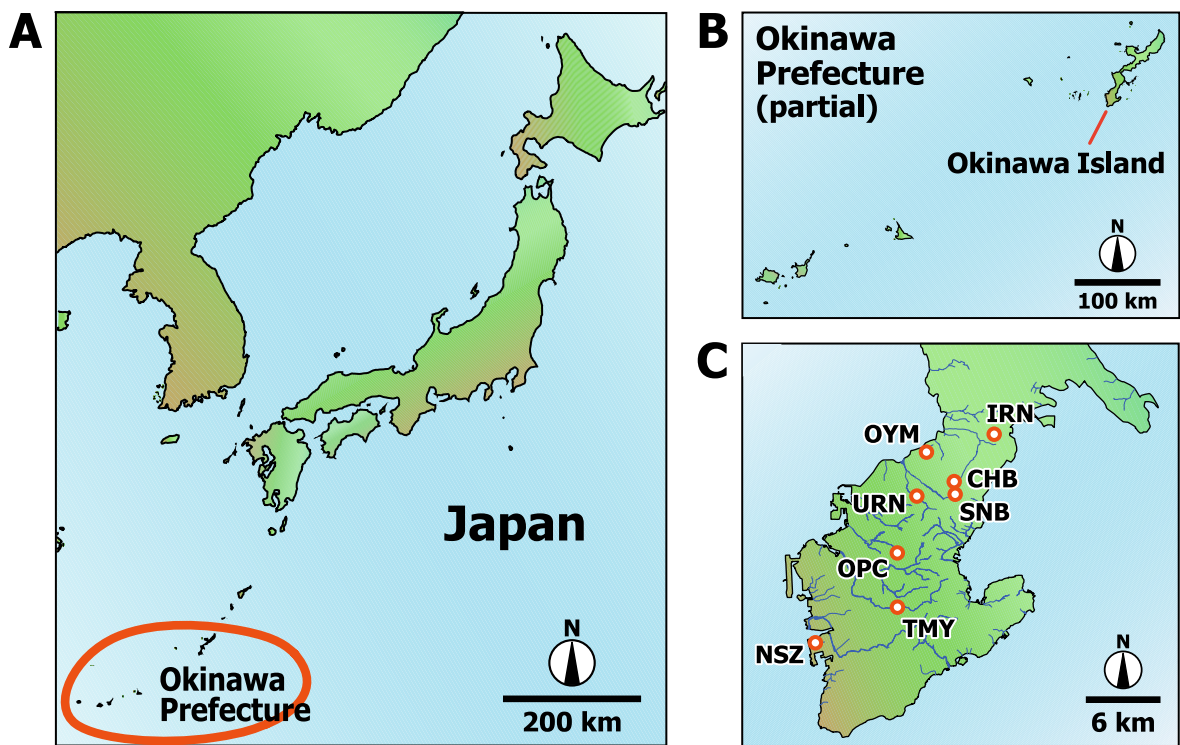 A
Japan
Okinawa
Prefecture
N
200 km
B
Okinawa
Prefecture
(partial)
Okinawa Island
N
100 km
C
IRN
OYM
CHB
URN
SNB
OPC
TMY
NSZ
N
6 km